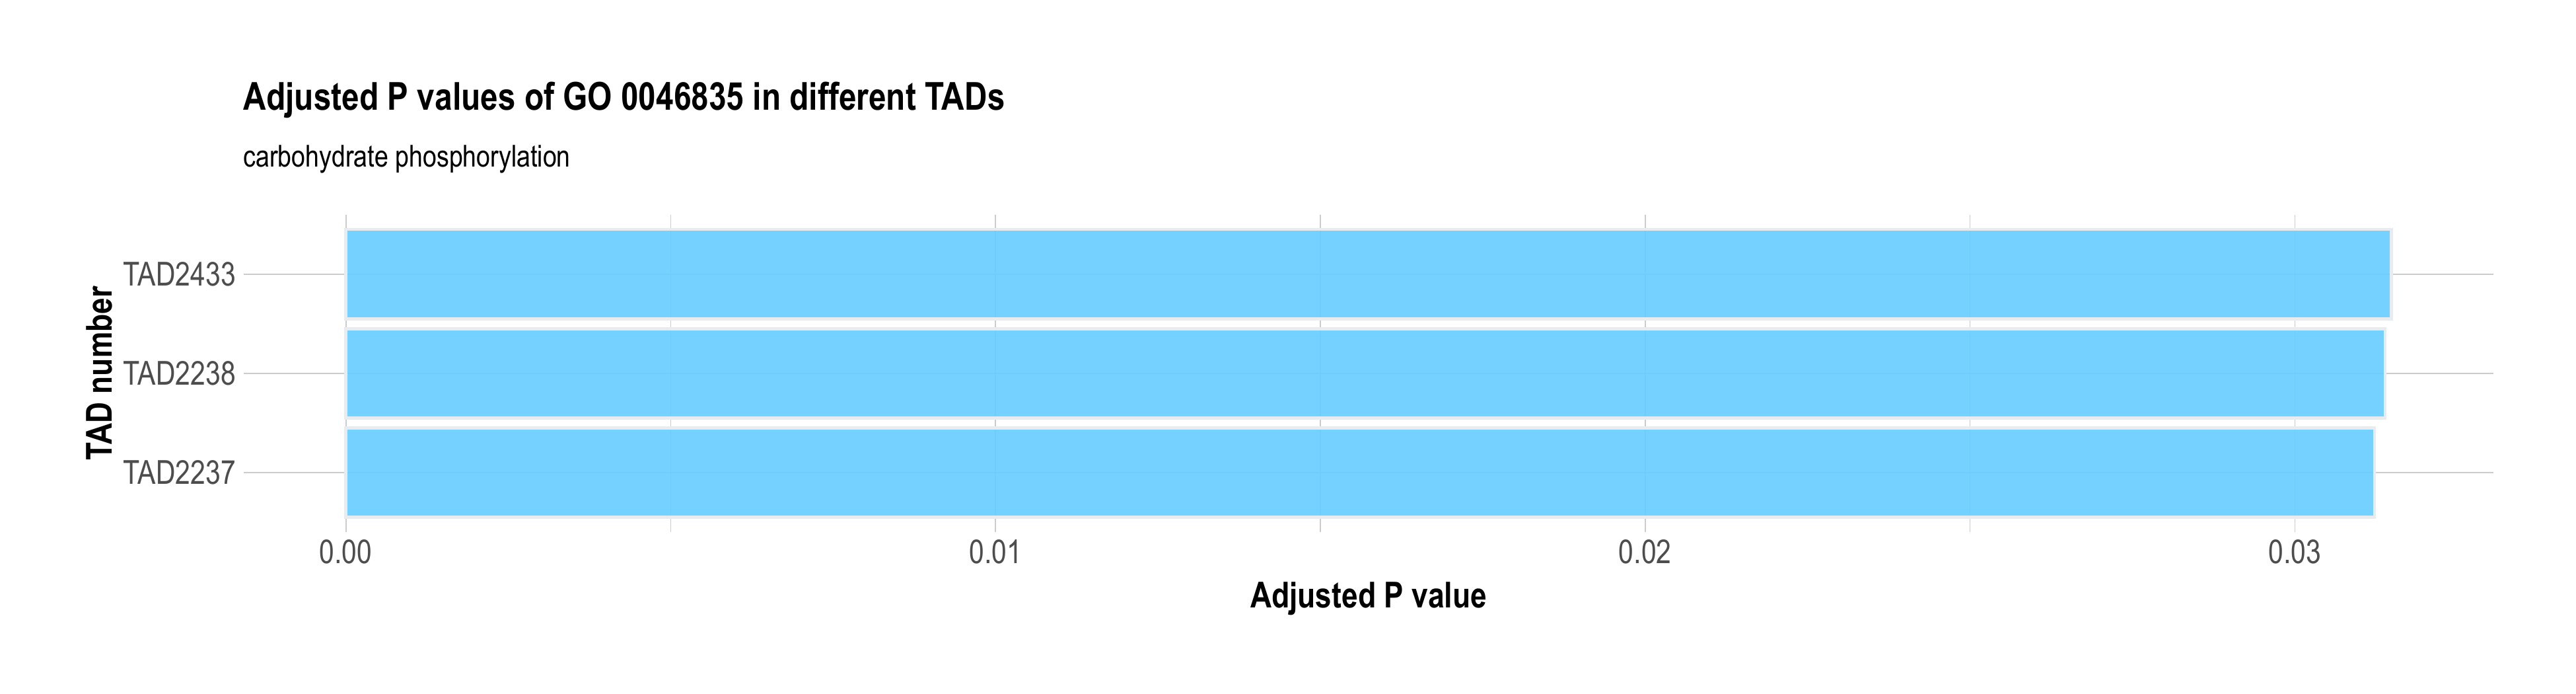 Adjusted P values of GO 0046835 in different TADs
carbohydrate phosphorylation
TAD number
TAD2433
TAD2238
TAD2237
0.00 0.01 0.02 0.03
Adjusted P value